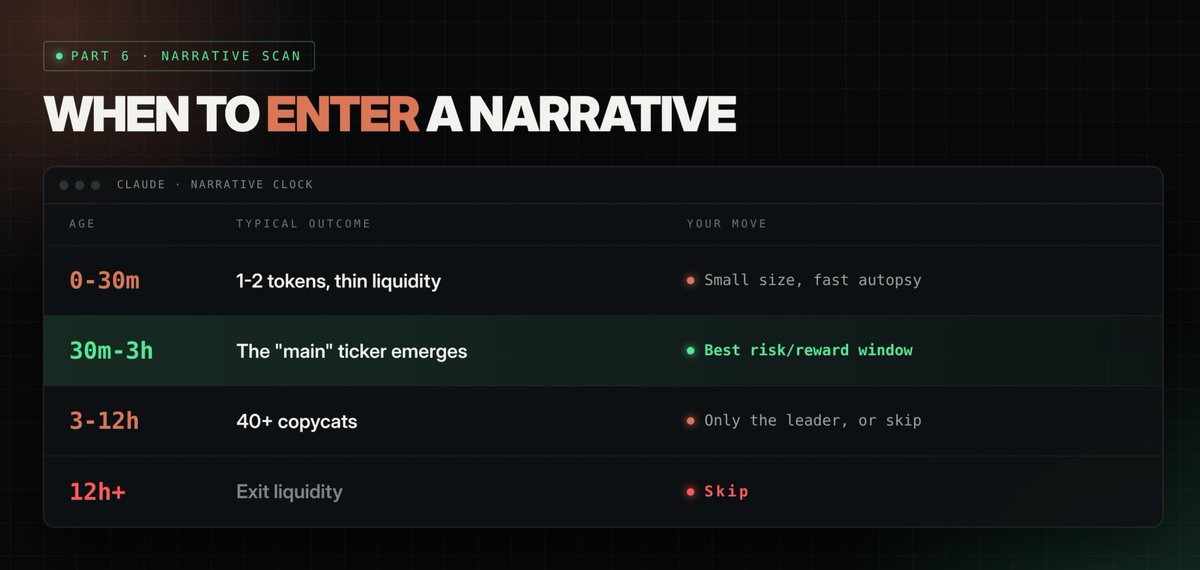 PART 6 · NARRATIVE SCAN
WHEN TO ENTER A NARRATIVE
CLAUDE · NARRATIVE CLOCK
AGE TYPICAL OUTCOME YOUR MOVE
0-30m 1-2 tokens, thin liquidity Small size, fast autopsy
30m-3h The "main" ticker emerges Best risk/reward window
3-12h 40+ copycats Only the leader, or skip
12h+ Exit liquidity Skip